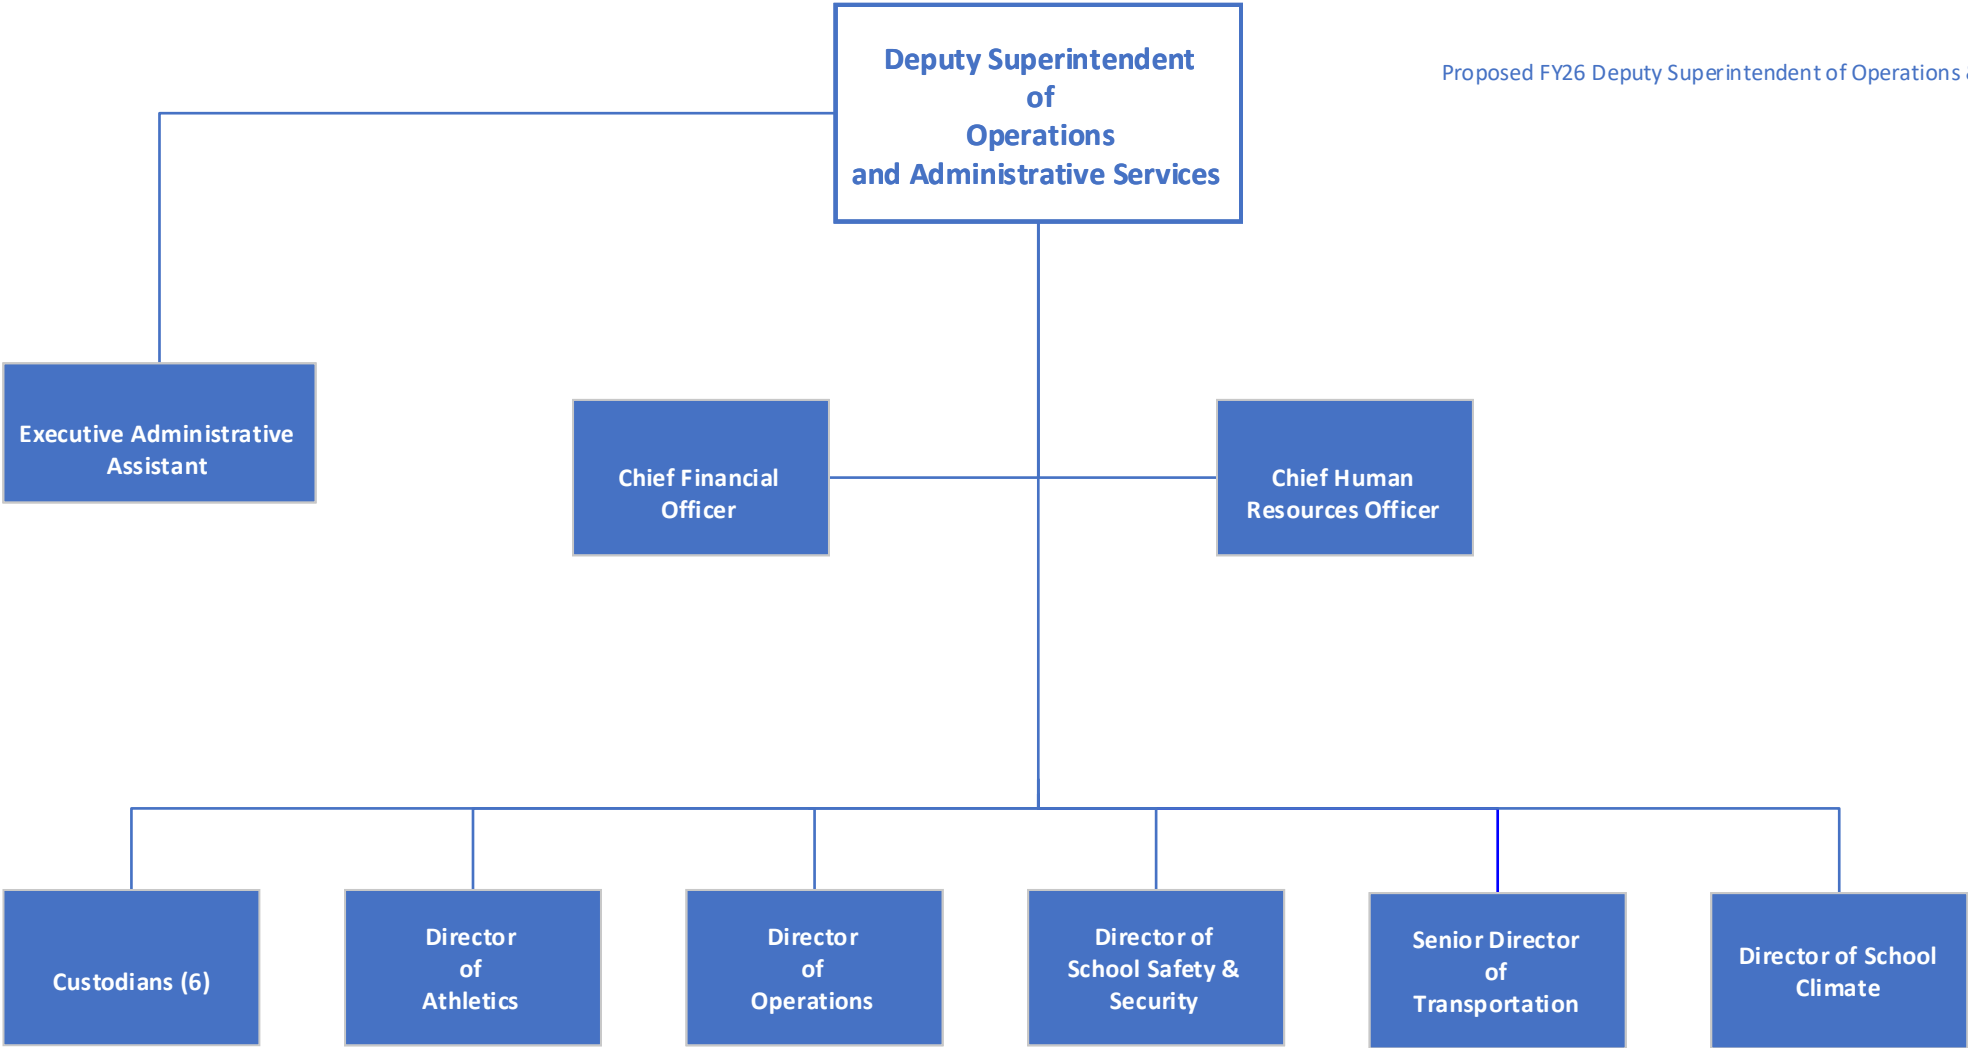 Deputy Superintendent
of
Operations
and Administrative Services
Proposed FY26 Deputy Superintendent of Operations
Executive Administrative
Assistant
Chief Financial
Officer
Chief Human
Resources Officer
Custodians (6)
Director
of
Athletics
Director
of
Operations
Director of
School Safety &
Security
Senior Director
of
Transportation
Director of School
Climate